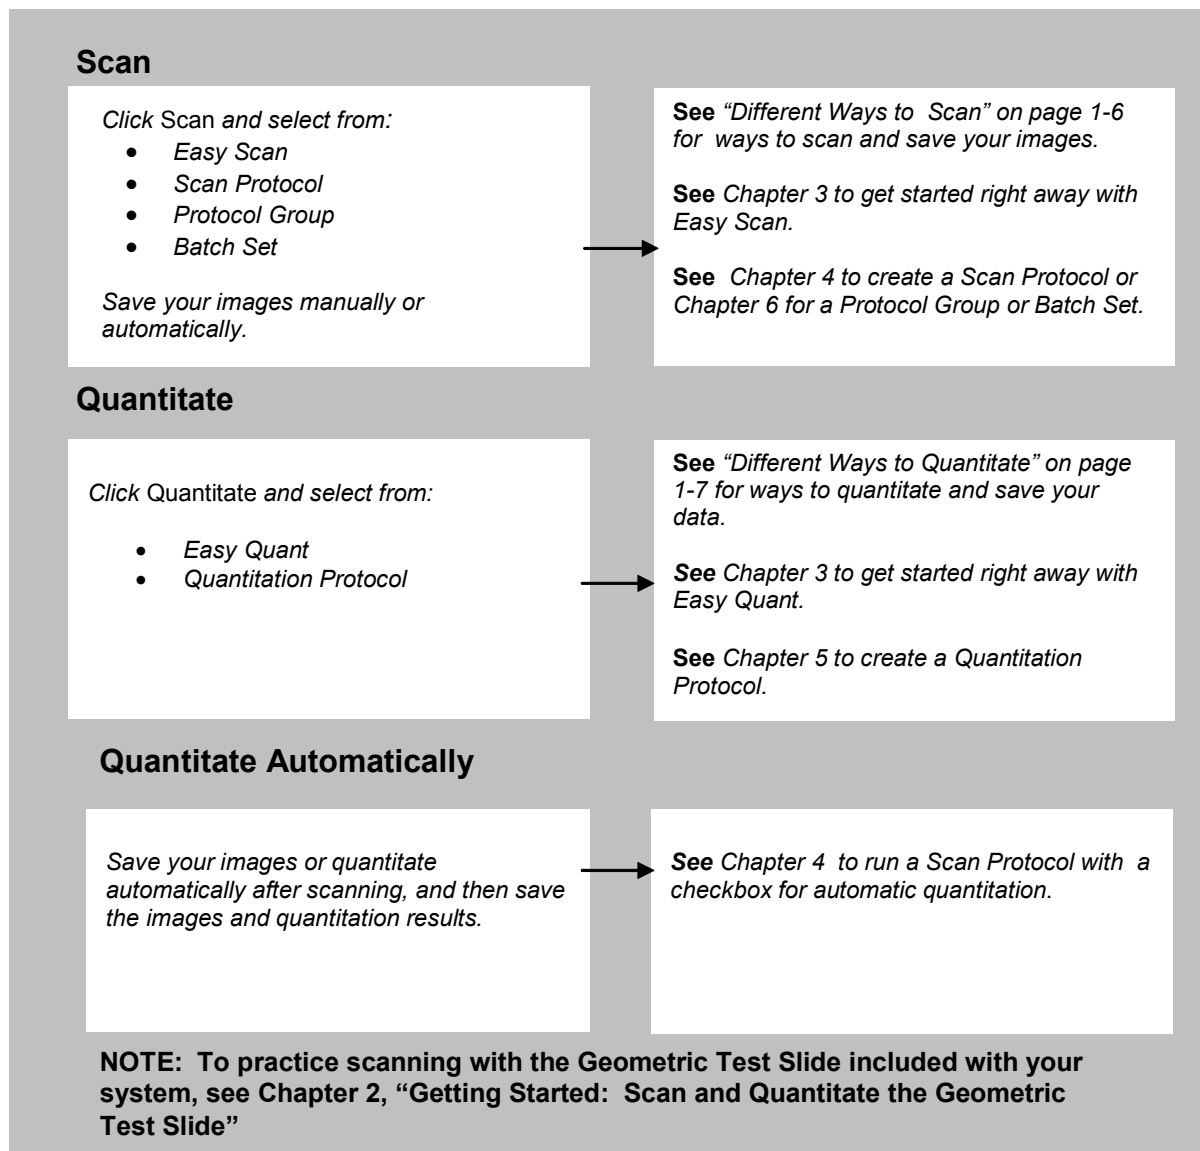 Scan
Click Scan and select from:
• Easy Scan
• Scan Protocol
• Protocol Group
• Batch Set
Save your images manually or
automatically.
See “Different Ways to Scan” on page 1-6
for ways to scan and save your images.
See Chapter 3 to get started right away with
Easy Scan.
See Chapter 4 to create a Scan Protocol or
Chapter 6 for a Protocol Group or Batch Set.
Quantitate
Click Quantitate and select from:
• Easy Quant
• Quantitation Protocol
See “Different Ways to Quantitate” on page
1-7 for ways to quantitate and save your
data.
See Chapter 3 to get started right away with
Easy Quant.
See Chapter 5 to create a Quantitation
Protocol.
Quantitate Automatically
Save your images or quantitate
automatically after scanning, and then save
the images and quantitation results.
See Chapter 4 to run a Scan Protocol with a
checkbox for automatic quantitation.
NOTE: To practice scanning with the Geometric Test Slide included with your
system, see Chapter 2, “Getting Started: Scan and Quantitate the Geometric
Test Slide”